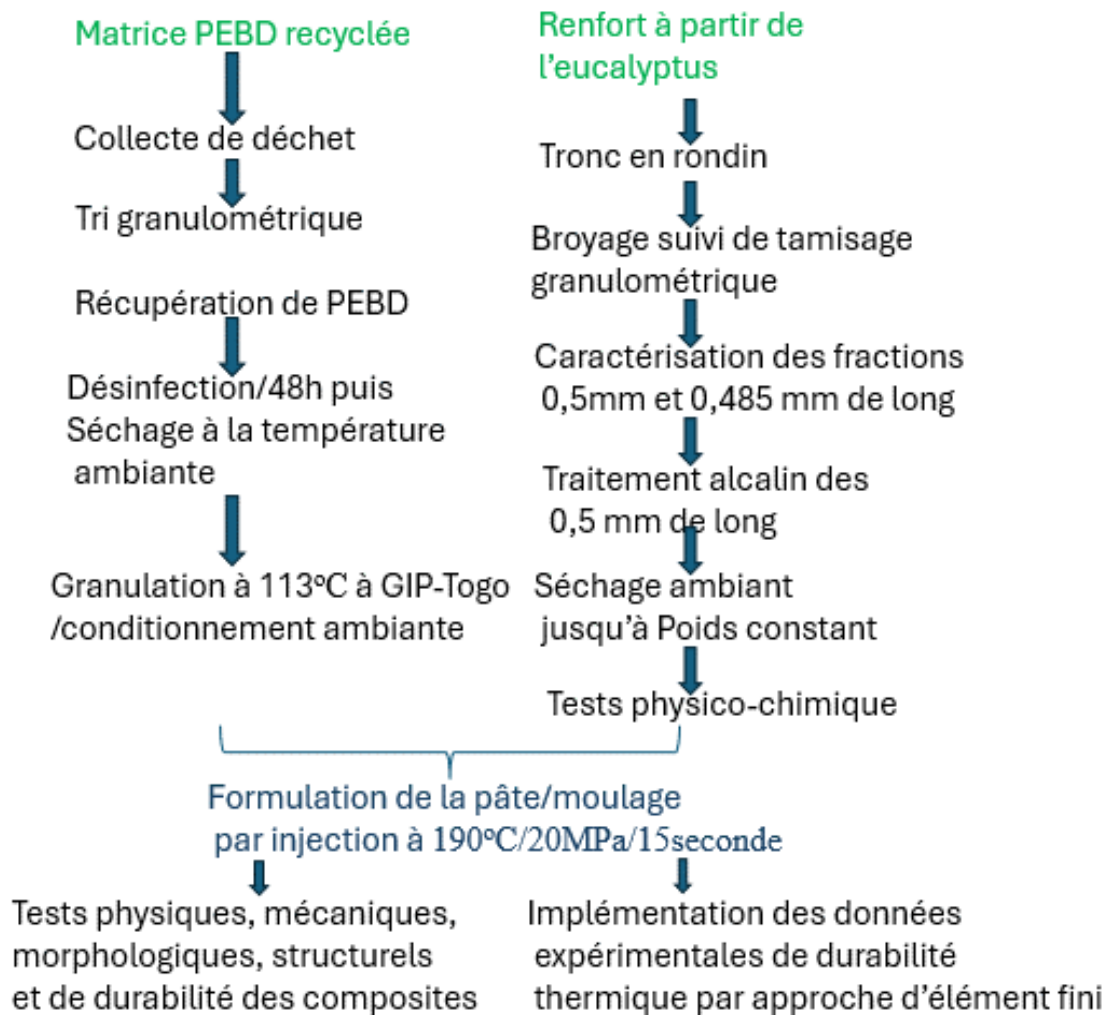 Matrice PEBD recyclée
Collecte de déchet
Tri granulométrique
Récupération de PEBD
Désinfection/48h puis
Séchage à la température
ambiante
Granulation à 113°C à GIP-Togo
/conditionnement ambiante
Renfort à partir de
l'eucalyptus
Tronc en rondin
Broyage suivi de tamisage
granulométrique
Caractérisation des fractions
0,5mm et 0,485 mm de long
Traitement alcalin des
0,5 mm de long
Séchage ambiant
jusqu'à Poids constant
Tests physico-chimique
Formulation de la pâte/moulage
par injection à 190°C/20MPa/15seconde
Tests physiques, mécaniques,
morphologiques, structurels
et de durabilité des composites
Implémentation des données
expérimentales de durabilité
thermique par approche d'élément fini